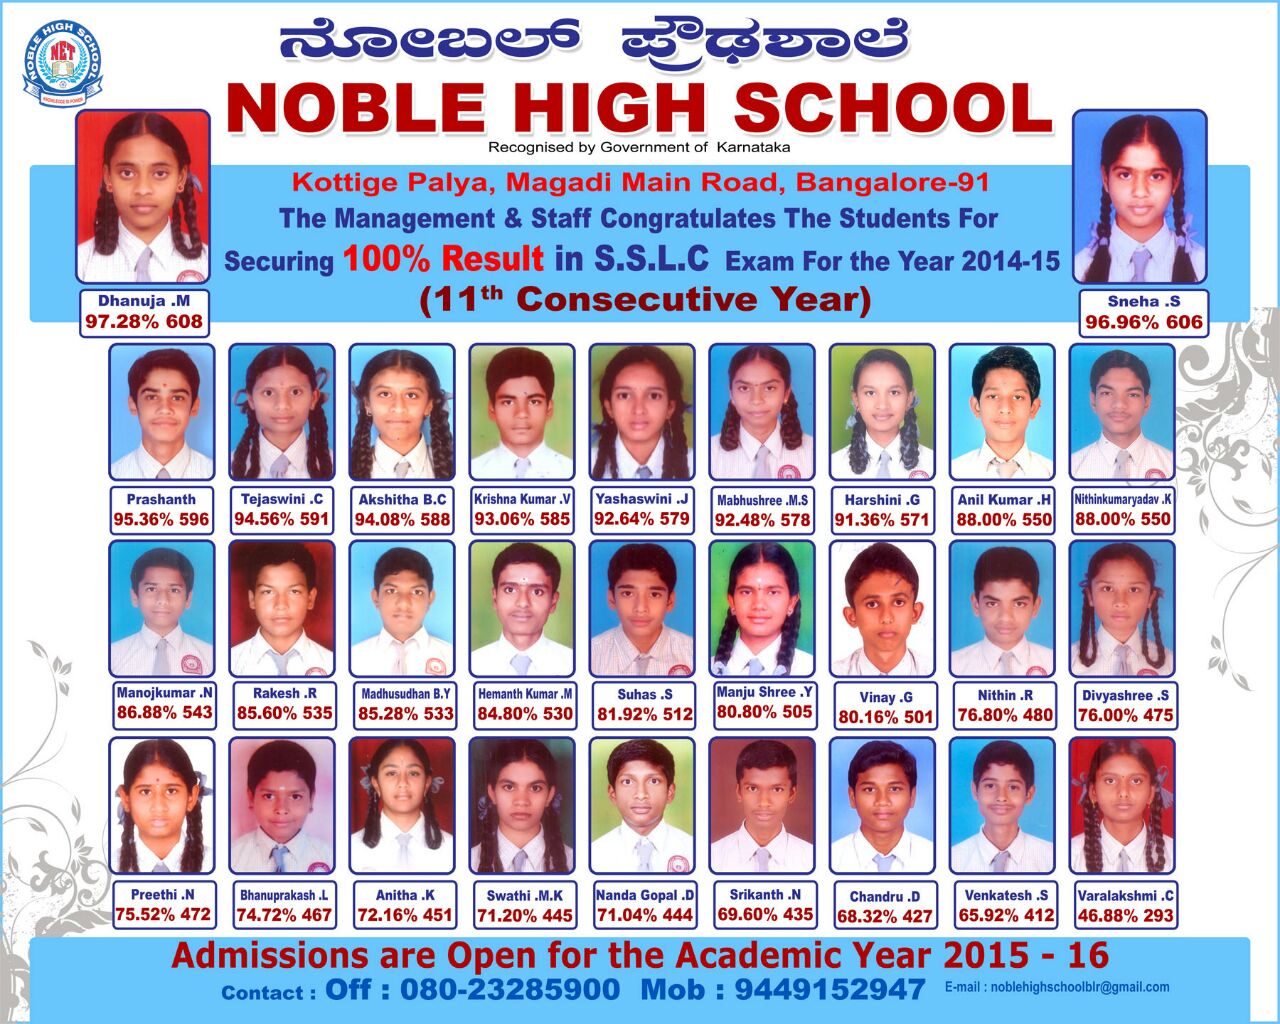 NOBLE HIGH SCHOOL
NET
KNOWLEDGE IS POWER
ನೋಬಲ್ ಪ್ರೌಢಶಾಲೆ
NOBLE HIGH SCHOOL
Recognised by Government of Karnataka
Kottige Palya, Magadi Main Road, Bangalore-91
The Management & Staff Congratulates The Students For
Securing 100% Result in S.S.L.C Exam For the Year 2014-15
(11th Consecutive Year)
Dhanuja .M
97.28% 608
Sneha .S
96.96% 606
Prashanth
95.36% 596
Tejaswini .C
94.56% 591
Akshitha B.C
94.08% 588
Krishna Kumar .V
93.06% 585
Yashaswini .J
92.64% 579
Mabhushree .M.S
92.48% 578
Harshini .G
91.36% 571
Anil Kumar .H
88.00% 550
Nithinkumaryadav .K
88.00% 550
Manojkumar .N
86.88% 543
Rakesh .R
85.60% 535
Madhusudhan B.Y
85.28% 533
Hemanth Kumar .M
84.80% 530
Suhas .S
81.92% 512
Manju Shree .Y
80.80% 505
Vinay .G
80.16% 501
Nithin .R
76.80% 480
Divyashree .S
76.00% 475
Preethi .N
75.52% 472
Bhanuprakash .L
74.72% 467
Anitha .K
72.16% 451
Swathi .M.K
71.20% 445
Nanda Gopal .D
71.04% 444
Srikanth .N
69.60% 435
Chandru .D
68.32% 427
Venkatesh .S
65.92% 412
Varalakshmi .C
46.88% 293
Admissions are Open for the Academic Year 2015 - 16
Contact : Off : 080-23285900 Mob : 9449152947 E-mail : noblehighschoolblr@gmail.com